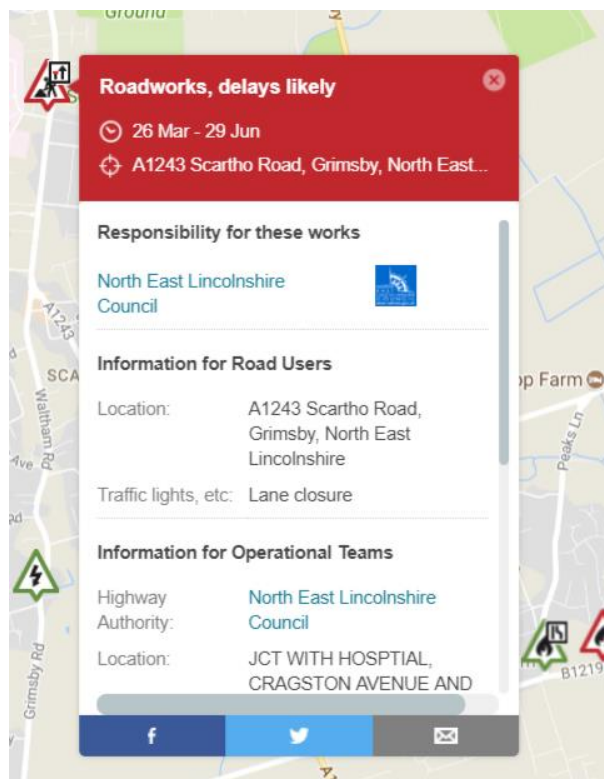 Ground
Roadworks, delays likely
26 Mar - 29 Jun
A1243 Scartho Road, Grimsby, North East...
Responsibility for these works
North East Lincolnshire
Council
Information for Road Users
Location: A1243 Scartho Road,
Grimsby, North East
Lincolnshire
Traffic lights, etc: Lane closure
Information for Operational Teams
Highway
Authority:
North East Lincolnshire
Council
Location: JCT WITH HOSPTIAL,
CRAGSTON AVENUE AND
A1243
SCA
Waltham Rd
Ave
Grimsby Rd
op Farm
Peaks Ln
B1219
f